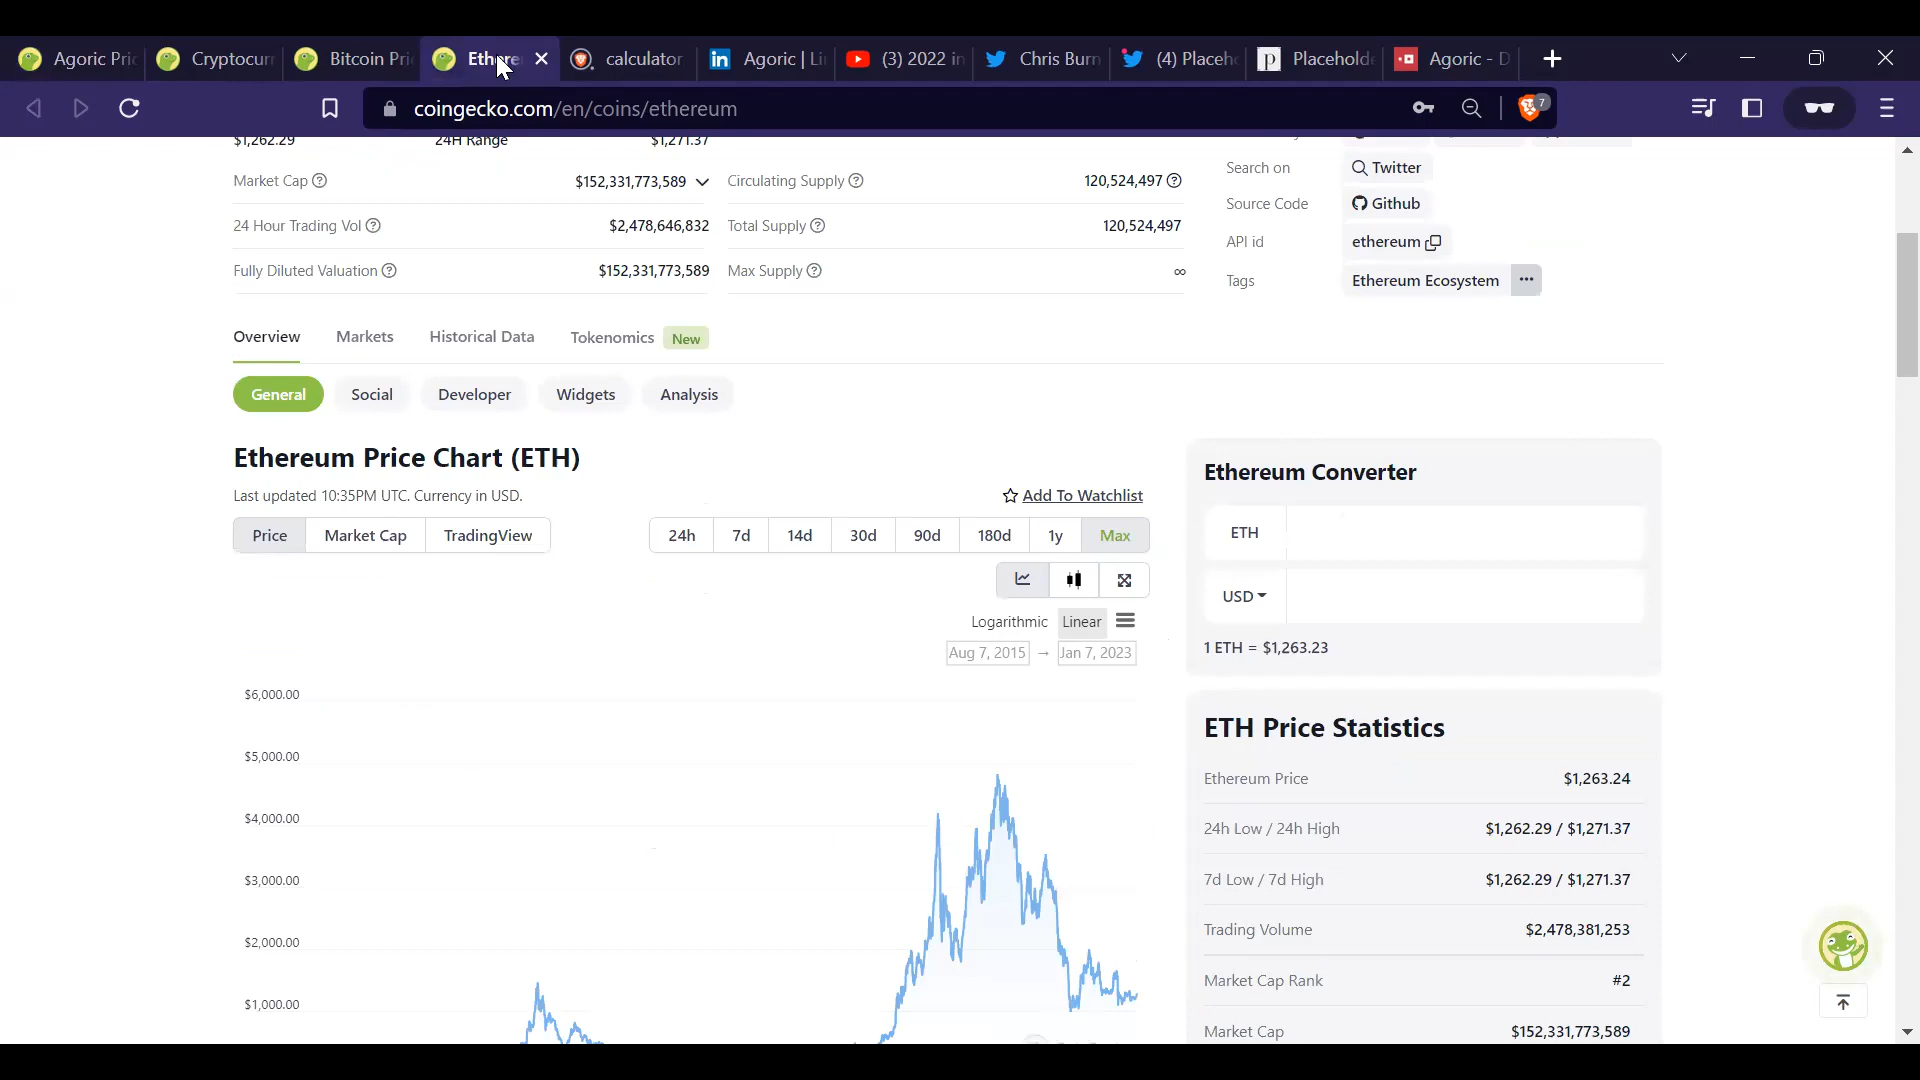 Agoric Pri
Cryptocurr
Bitcoin Pri
Ethere
calculator
Agoric | Li
(3) 2022 in
Chris Burn
(4) Placeho
Placeholde
Agoric - D
coingecko.com/en/coins/ethereum
7
$1,262.29
24H Range
$1,271.37
Market Cap
$152,331,773,589
Circulating Supply
120,524,497
24 Hour Trading Vol
$2,478,646,832
Total Supply
120,524,497
Fully Diluted Valuation
$152,331,773,589
Max Supply
∞
Search on
Twitter
Source Code
Github
API id
ethereum
Tags
Ethereum Ecosystem
Overview
Markets
Historical Data
Tokenomics
New
General
Social
Developer
Widgets
Analysis
Ethereum Price Chart (ETH)
Last updated 10:35PM UTC. Currency in USD.
Add To Watchlist
Price
Market Cap
TradingView
24h
7d
14d
30d
90d
180d
1y
Max
Logarithmic
Linear
Aug 7, 2015 → Jan 7, 2023
$6,000.00
$5,000.00
$4,000.00
$3,000.00
$2,000.00
$1,000.00
Ethereum Converter
ETH
USD
1 ETH = $1,263.23
ETH Price Statistics
Ethereum Price
$1,263.24
24h Low / 24h High
$1,262.29 / $1,271.37
7d Low / 7d High
$1,262.29 / $1,271.37
Trading Volume
$2,478,381,253
Market Cap Rank
#2
Market Cap
$152,331,773,589